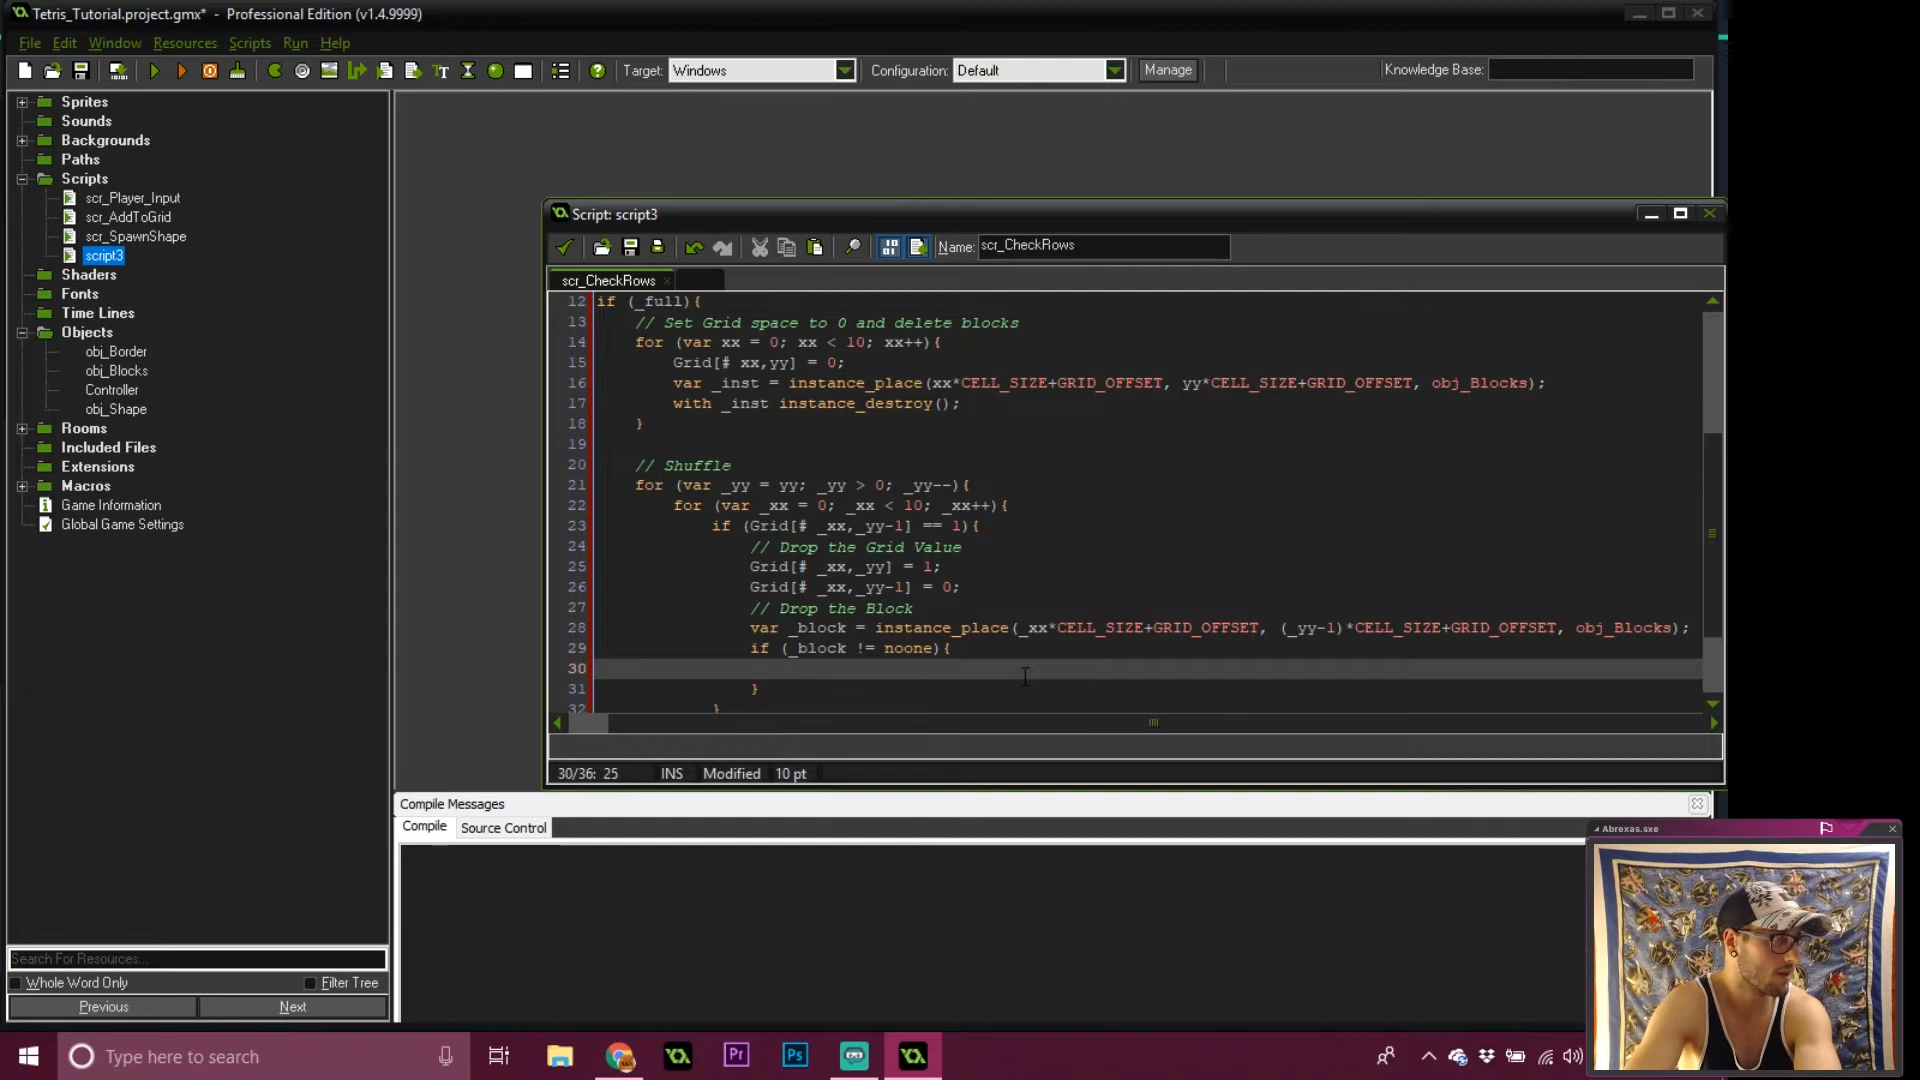 Tetris_Tutorial.project.gmx* - Professional Edition (v1.4.9999)
File Edit Window Resources Scripts Run Help
Target: Windows Configuration: Default Manage Knowledge Base:
Sprites
Sounds
Backgrounds
Paths
Scripts
scr_Player_Input
scr_AddToGrid
scr_SpawnShape
script3
Shaders
Fonts
Time Lines
Objects
obj_Border
obj_Blocks
Controller
obj_Shape
Rooms
Included Files
Extensions
Macros
Game Information
Global Game Settings
Search For Resources...
Whole Word Only Filter Tree
Previous Next
Script: script3
Name: scr_CheckRows
scr_CheckRows
12 if (_full){
13 // Set Grid space to 0 and delete blocks
14 for (var xx = 0; xx < 10; xx++){
15 Grid[# xx,yy] = 0;
16 var _inst = instance_place(xx*CELL_SIZE+GRID_OFFSET, yy*CELL_SIZE+GRID_OFFSET, obj_Blocks);
17 with _inst instance_destroy();
18 }
19
20 // Shuffle
21 for (var _yy = yy; _yy > 0; _yy--){
22 for (var _xx = 0; _xx < 10; _xx++){
23 if (Grid[# _xx,_yy-1] == 1){
24 // Drop the Grid Value
25 Grid[# _xx,_yy] = 1;
26 Grid[# _xx,_yy-1] = 0;
27 // Drop the Block
28 var _block = instance_place(_xx*CELL_SIZE+GRID_OFFSET, (_yy-1)*CELL_SIZE+GRID_OFFSET, obj_Blocks);
29 if (_block != noone){
30
31 }
32 }
30/36: 25 INS Modified 10 pt
Compile Messages
Compile Source Control
Abrexas.sxe
Type here to search
Pr
Ps